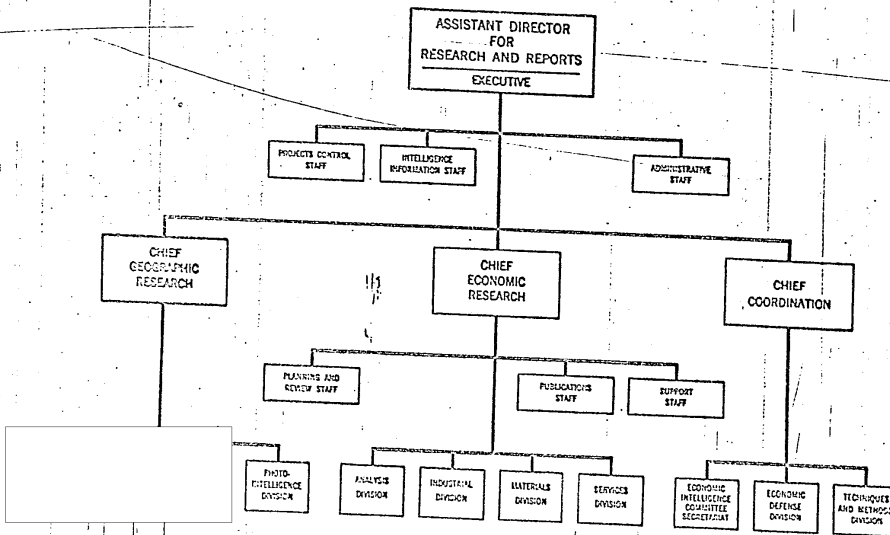 ASSISTANT DIRECTOR
FOR
RESEARCH AND REPORTS
EXECUTIVE
PROJECTS CONTROL
STAFF
INTELLIGENCE
INFORMATION STAFF
ADMINISTRATIVE
STAFF
CHIEF
GEOGRAPHIC
RESEARCH
CHIEF
ECONOMIC
RESEARCH
CHIEF
COORDINATION
PLANNING AND
REVIEW STAFF
PUBLICATIONS
STAFF
SUPPORT
STAFF
PHOTO-
INTELLIGENCE
DIVISION
ANALYSIS
DIVISION
INDUSTRIAL
DIVISION
MATERIALS
DIVISION
SERVICES
DIVISION
ECONOMIC
INTELLIGENCE
COMMITTEE
SECRETARIAT
ECONOMIC
DEFENSE
DIVISION
TECHNIQUES
AND METHODS
DIVISION